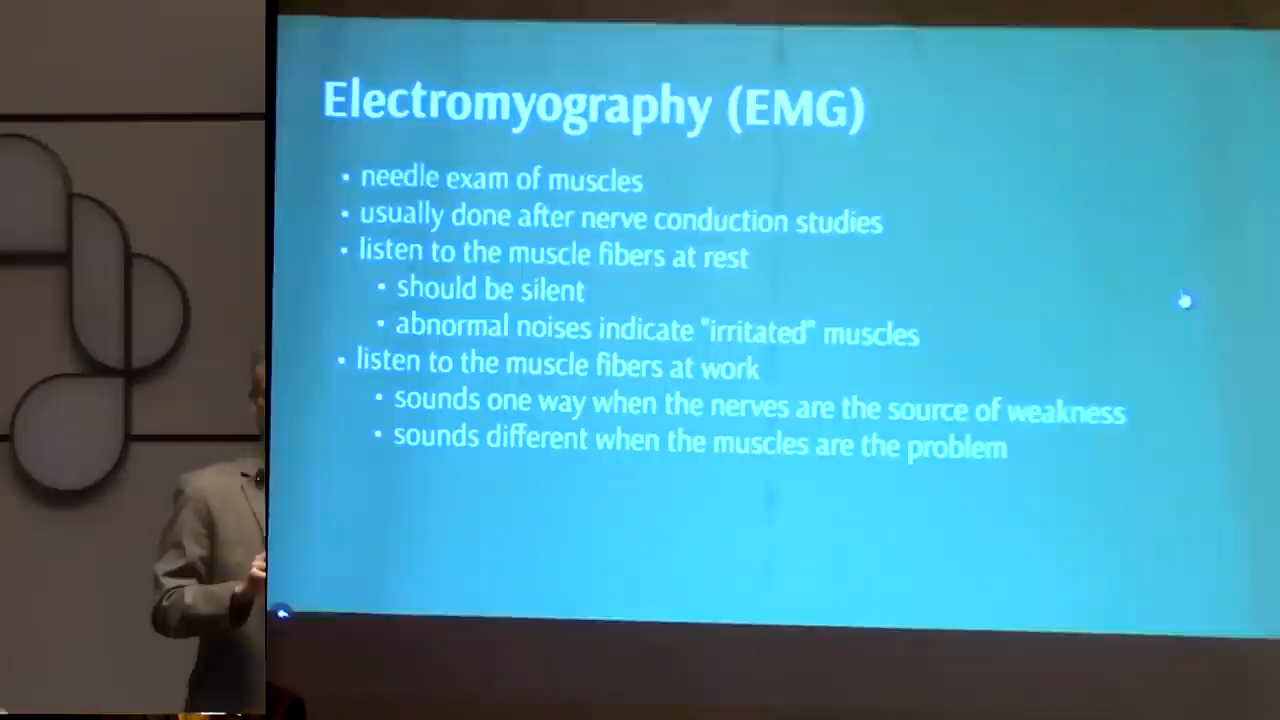 Electromyography (EMG)
• needle exam of muscles
• usually done after nerve conduction studies
• listen to the muscle fibers at rest
• should be silent
• abnormal noises indicate "irritated" muscles
• listen to the muscle fibers at work
• sounds one way when the nerves are the source of weakness
• sounds different when the muscles are the problem